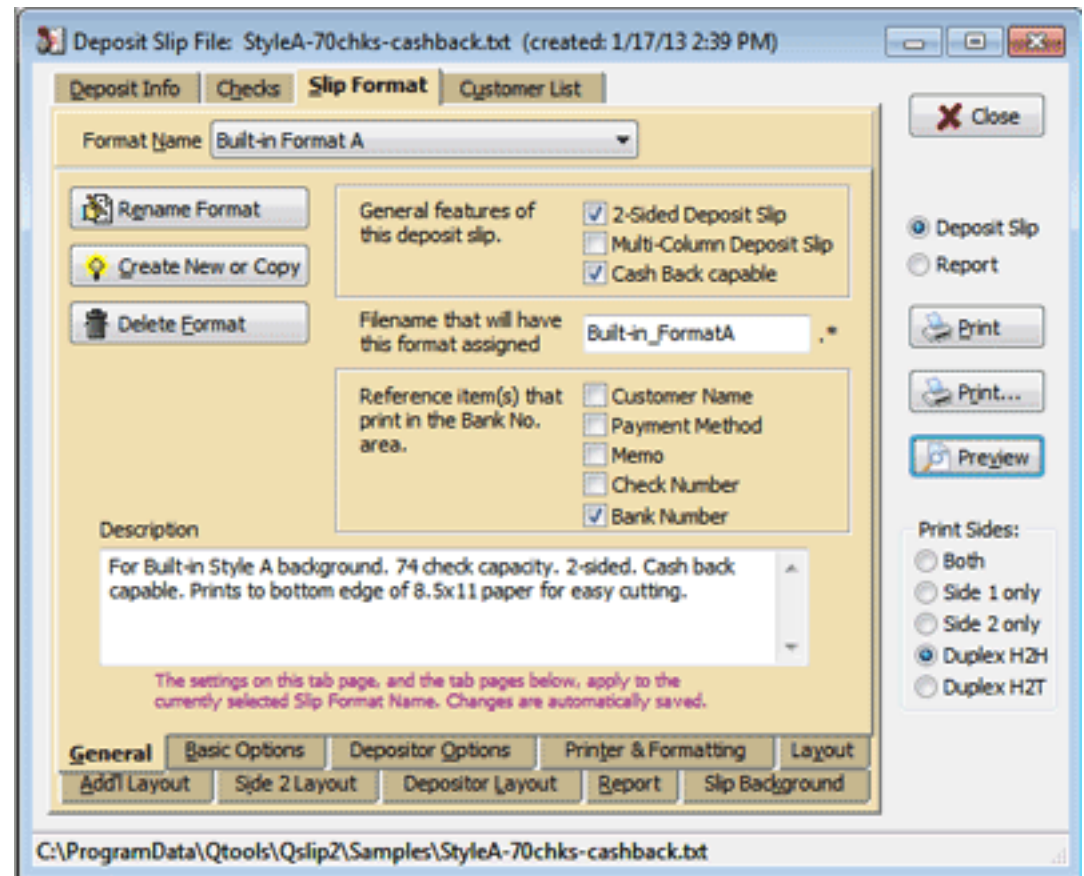 Deposit Slip File: StyleA-70chks-cashback.txt (created: 1/17/13 2:39 PM)
Deposit Info Checks Slip Format Customer List
Format Name Built-in Format A
Rename Format
Create New or Copy
Delete Format
General features of
this deposit slip.
2-Sided Deposit Slip
Multi-Column Deposit Slip
Cash Back capable
Filename that will have
this format assigned
Built-in_FormatA .*
Reference item(s) that
print in the Bank No.
area.
Customer Name
Payment Method
Memo
Check Number
Bank Number
Description
For Built-in Style A background. 74 check capacity. 2-sided. Cash back
capable. Prints to bottom edge of 8.5x11 paper for easy cutting.
The settings on this tab page, and the tab pages below, apply to the
currently selected Slip Format Name. Changes are automatically saved.
General Basic Options Depositor Options Printer & Formatting Layout
Add'l Layout Side 2 Layout Depositor Layout Report Slip Background
Close
Deposit Slip
Report
Print
Print...
Preview
Print Sides:
Both
Side 1 only
Side 2 only
Duplex H2H
Duplex H2T
C:\ProgramData\Qtools\Qslip2\Samples\StyleA-70chks-cashback.txt